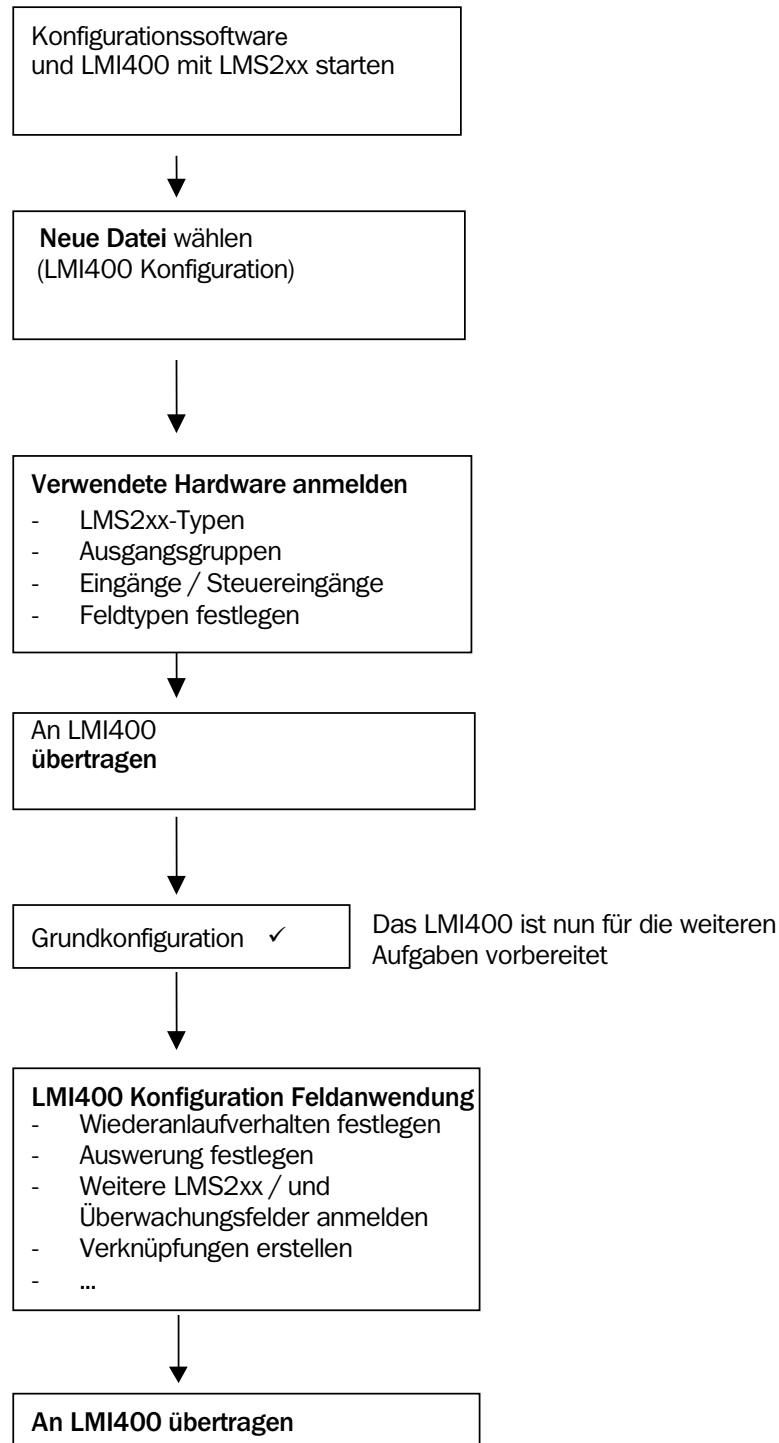 Konfigurationssoftware
und LMI400 mit LMS2xx starten
Neue Datei wählen
(LMI400 Konfiguration)
Verwendete Hardware anmelden
- LMS2xx-Typen
- Ausgangsgruppen
- Eingänge / Steuereingänge
- Feldtypen festlegen
An LMI400
übertragen
Grundkonfiguration ✓
Das LMI400 ist nun für die weiteren
Aufgaben vorbereitet
LMI400 Konfiguration Feldanwendung
- Wiederanlaufverhalten festlegen
- Auswerung festlegen
- Weitere LMS2xx / und
Überwachungsfelder anmelden
- Verknüpfungen erstellen
- ...
An LMI400 übertragen